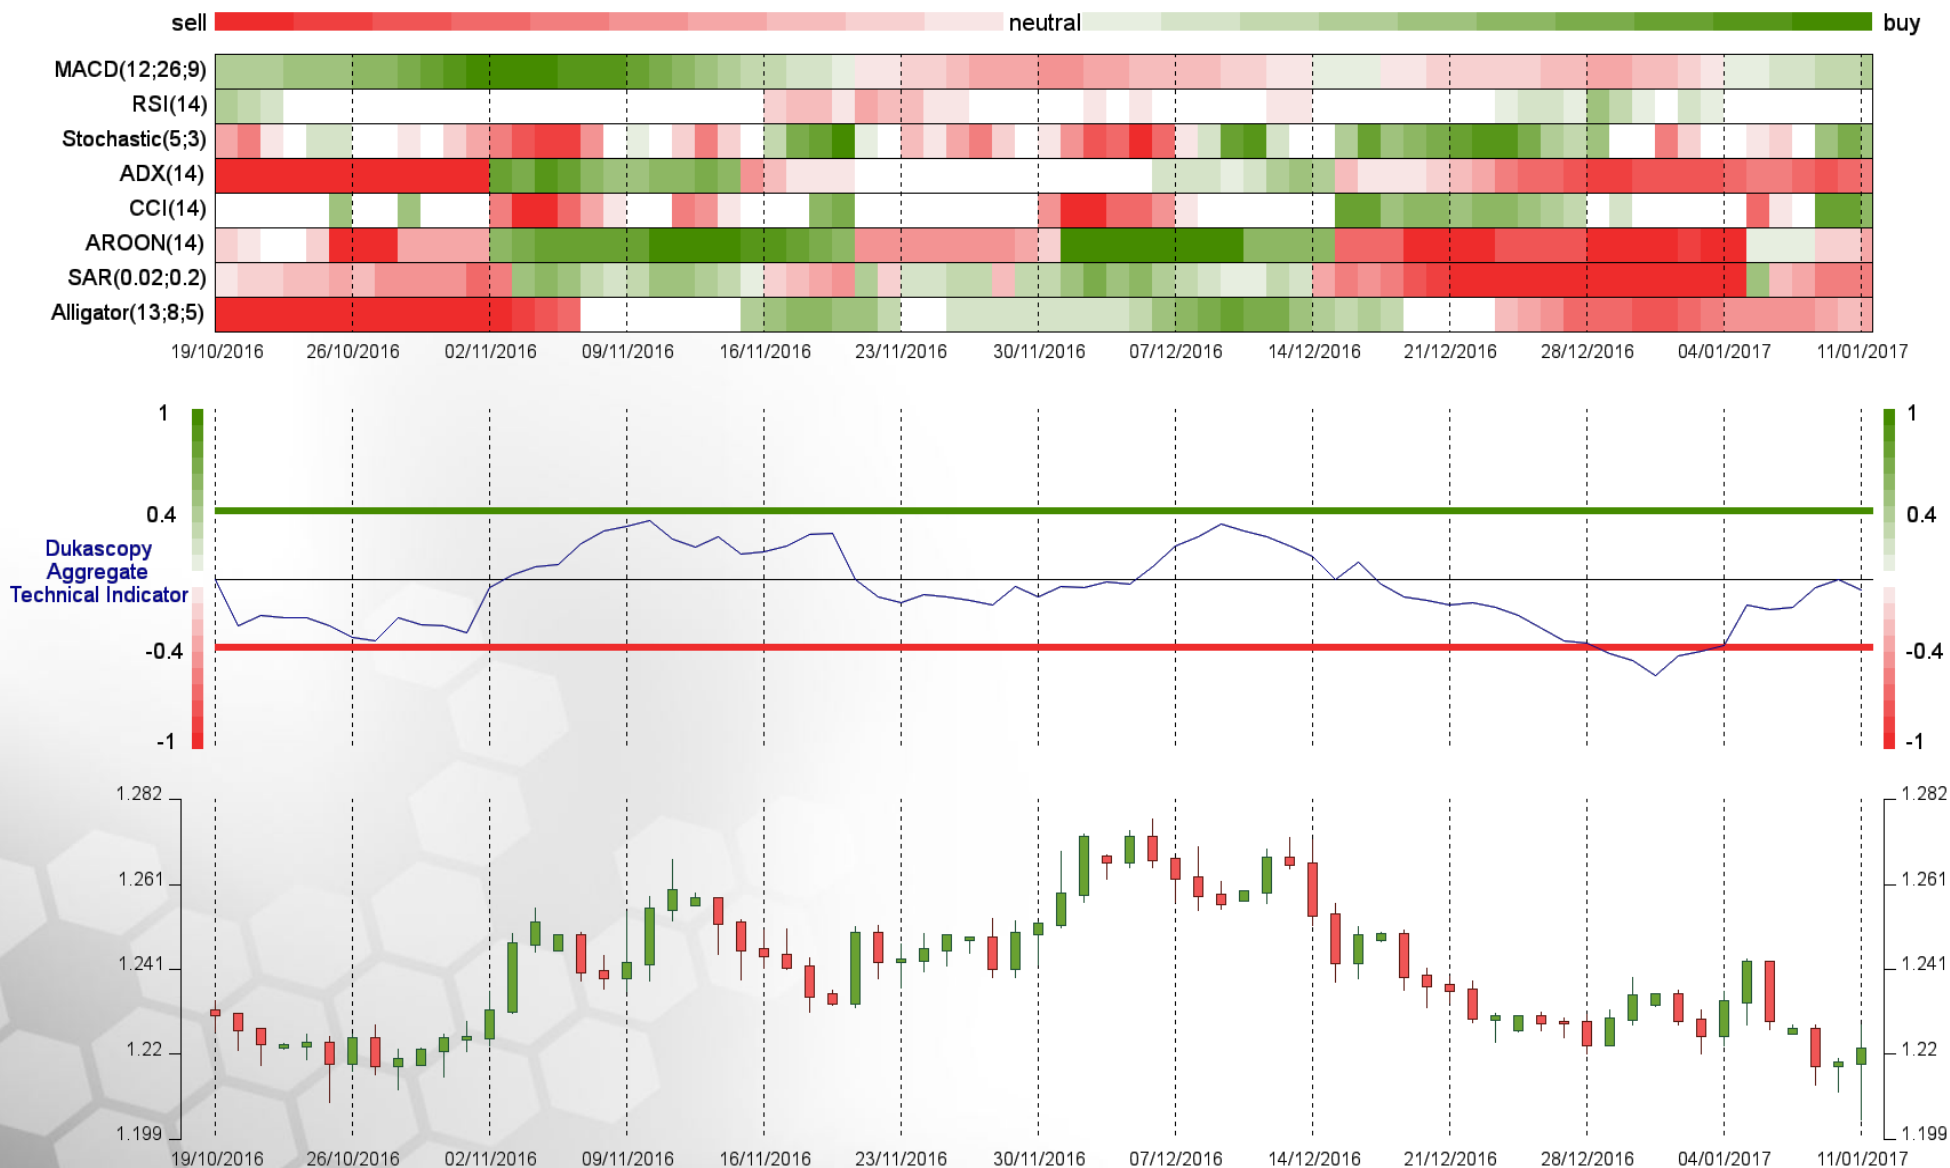 sell neutral buy
MACD(12;26;9)
RSI(14)
Stochastic(5;3)
ADX(14)
CCI(14)
AROON(14)
SAR(0.02;0.2)
Alligator(13;8;5)
19/10/2016 26/10/2016 02/11/2016 09/11/2016 16/11/2016 23/11/2016 30/11/2016 07/12/2016 14/12/2016 21/12/2016 28/12/2016 04/01/2017 11/01/2017
1 1
0.4 0.4
Dukascopy
Aggregate
Technical Indicator
-0.4 -0.4
-1 -1
1.282 1.282
1.261 1.261
1.241 1.241
1.22 1.22
1.199 1.199
19/10/2016 26/10/2016 02/11/2016 09/11/2016 16/11/2016 23/11/2016 30/11/2016 07/12/2016 14/12/2016 21/12/2016 28/12/2016 04/01/2017 11/01/2017